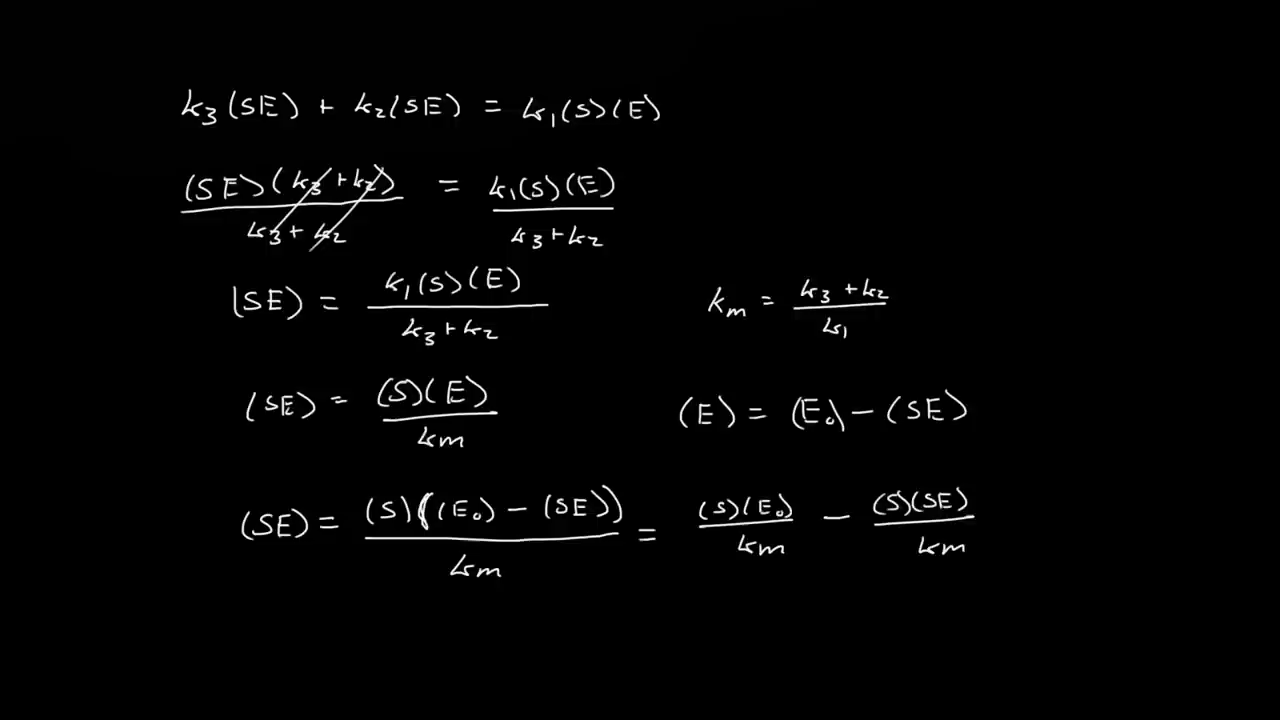 k₃(SE) + k₂(SE) = k₁(S)(E)
(SE)(k₃+k₂) / k₃+k₂ = k₁(S)(E) / k₃+k₂
(SE) = k₁(S)(E) / k₃+k₂
kₘ = k₃+k₂ / k₁
(SE) = (S)(E) / kₘ
(E) = (E₀) − (SE)
(SE) = (S)((E₀) − (SE)) / kₘ = (S)(E₀) / kₘ − (S)(SE) / kₘ